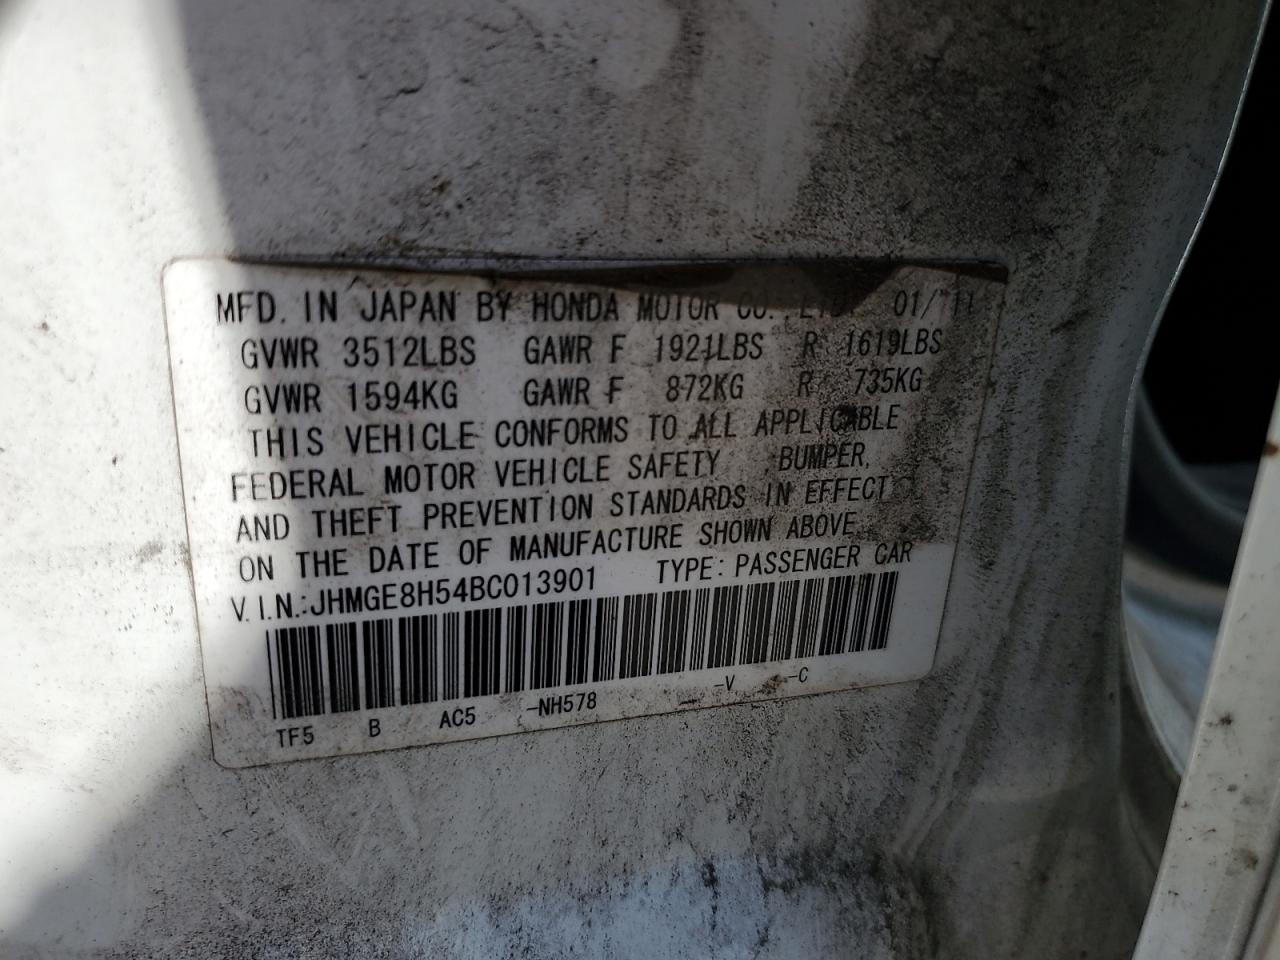 MFD. IN JAPAN BY HONDA MOTOR CO., LTD. 01/'11
GVWR 3512LBS GAWR F 1921LBS R 1619LBS
GVWR 1594KG GAWR F 872KG R 735KG
THIS VEHICLE CONFORMS TO ALL APPLICABLE
FEDERAL MOTOR VEHICLE SAFETY , BUMPER,
AND THEFT PREVENTION STANDARDS IN EFFECT
ON THE DATE OF MANUFACTURE SHOWN ABOVE.
V.I.N.:JHMGE8H54BC013901 TYPE: PASSENGER CAR
TF5 B AC5 -NH578 — -V -C